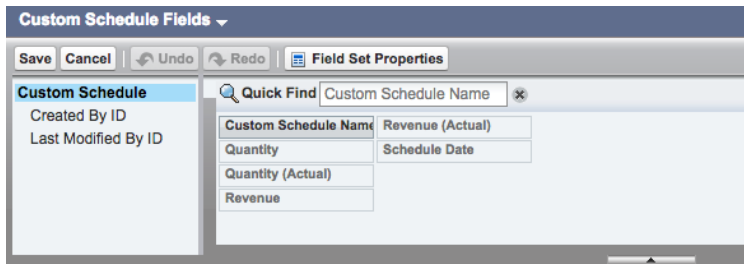 Custom Schedule Fields
Save Cancel Undo Redo Field Set Properties
Custom Schedule
Created By ID
Last Modified By ID
Quick Find Custom Schedule Name
Custom Schedule Name Revenue (Actual)
Quantity Schedule Date
Quantity (Actual)
Revenue